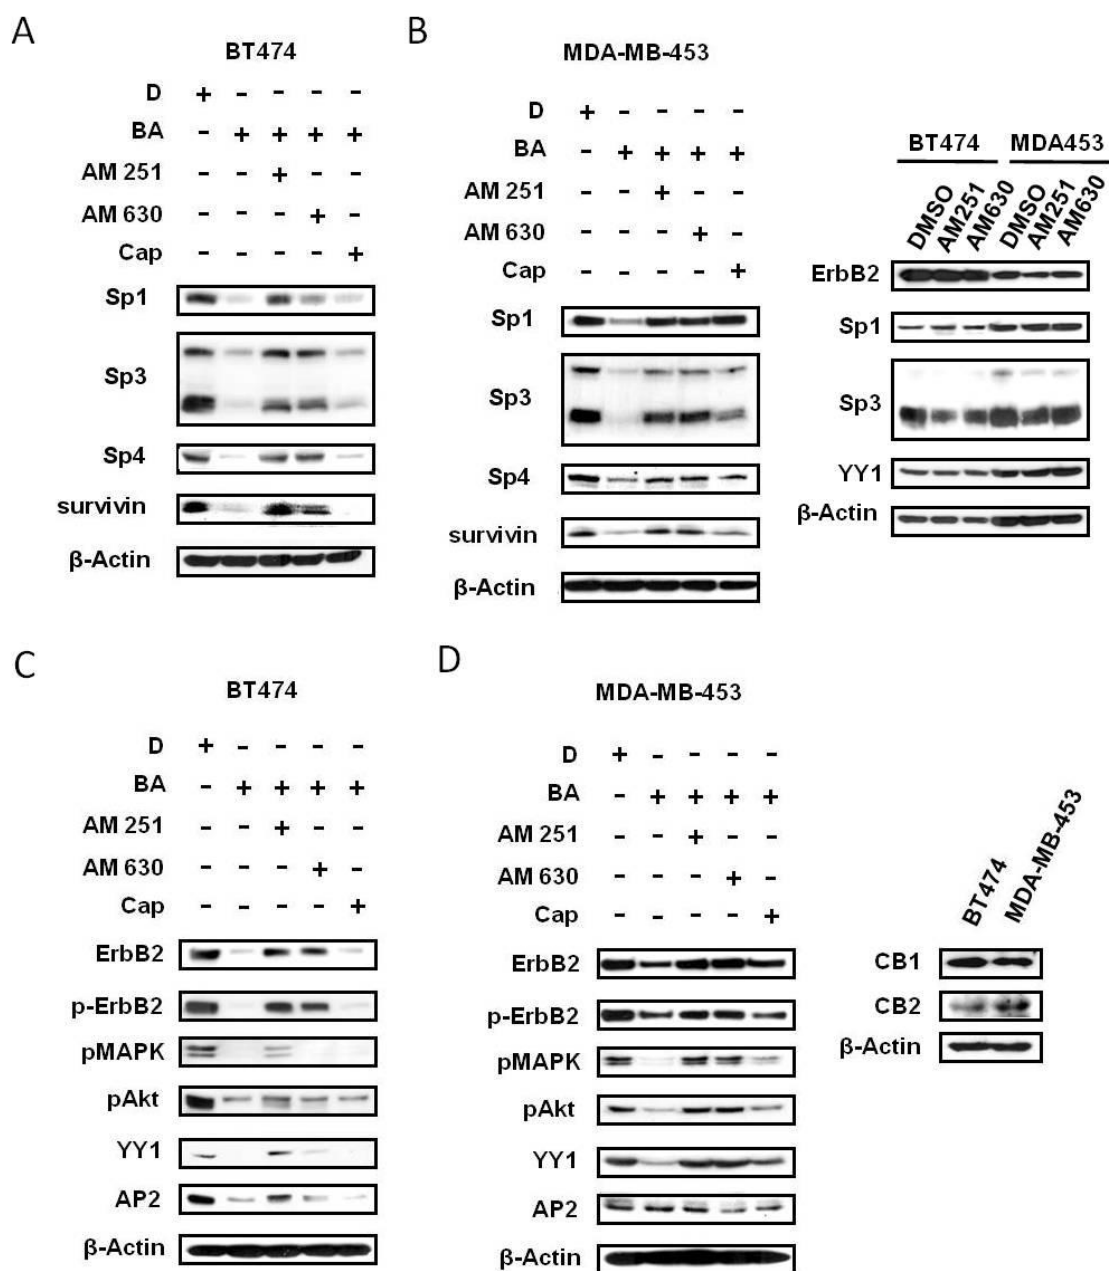 A
BT474
D + - - - -
BA - + + + +
AM 251 - - + - -
AM 630 - - - + -
Cap - - - - +
Sp1
Sp3
Sp4
survivin
β-Actin
B
MDA-MB-453
D + - - - -
BA - + + + +
AM 251 - - + - -
AM 630 - - - + -
Cap - - - - +
Sp1
Sp3
Sp4
survivin
β-Actin
BT474 MDA453
DMSO AM251 AM630 DMSO AM251 AM630
ErbB2
Sp1
Sp3
YY1
β-Actin
C
BT474
D + - - - -
BA - + + + +
AM 251 - - + - -
AM 630 - - - + -
Cap - - - - +
ErbB2
p-ErbB2
pMAPK
pAkt
YY1
AP2
β-Actin
D
MDA-MB-453
D + - - - -
BA - + + + +
AM 251 - - + - -
AM 630 - - - + -
Cap - - - - +
ErbB2
p-ErbB2
pMAPK
pAkt
YY1
AP2
β-Actin
BT474 MDA-MB-453
CB1
CB2
β-Actin